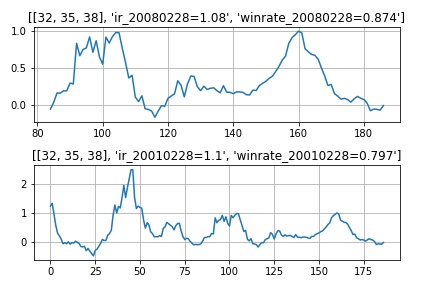 [[32, 35, 38], 'ir_20080228=1.08', 'winrate_20080228=0.874']
1.0
0.5
0.0
80 100 120 140 160 180
[[32, 35, 38], 'ir_20010228=1.1', 'winrate_20010228=0.797']
2
1
0
0 25 50 75 100 125 150 175